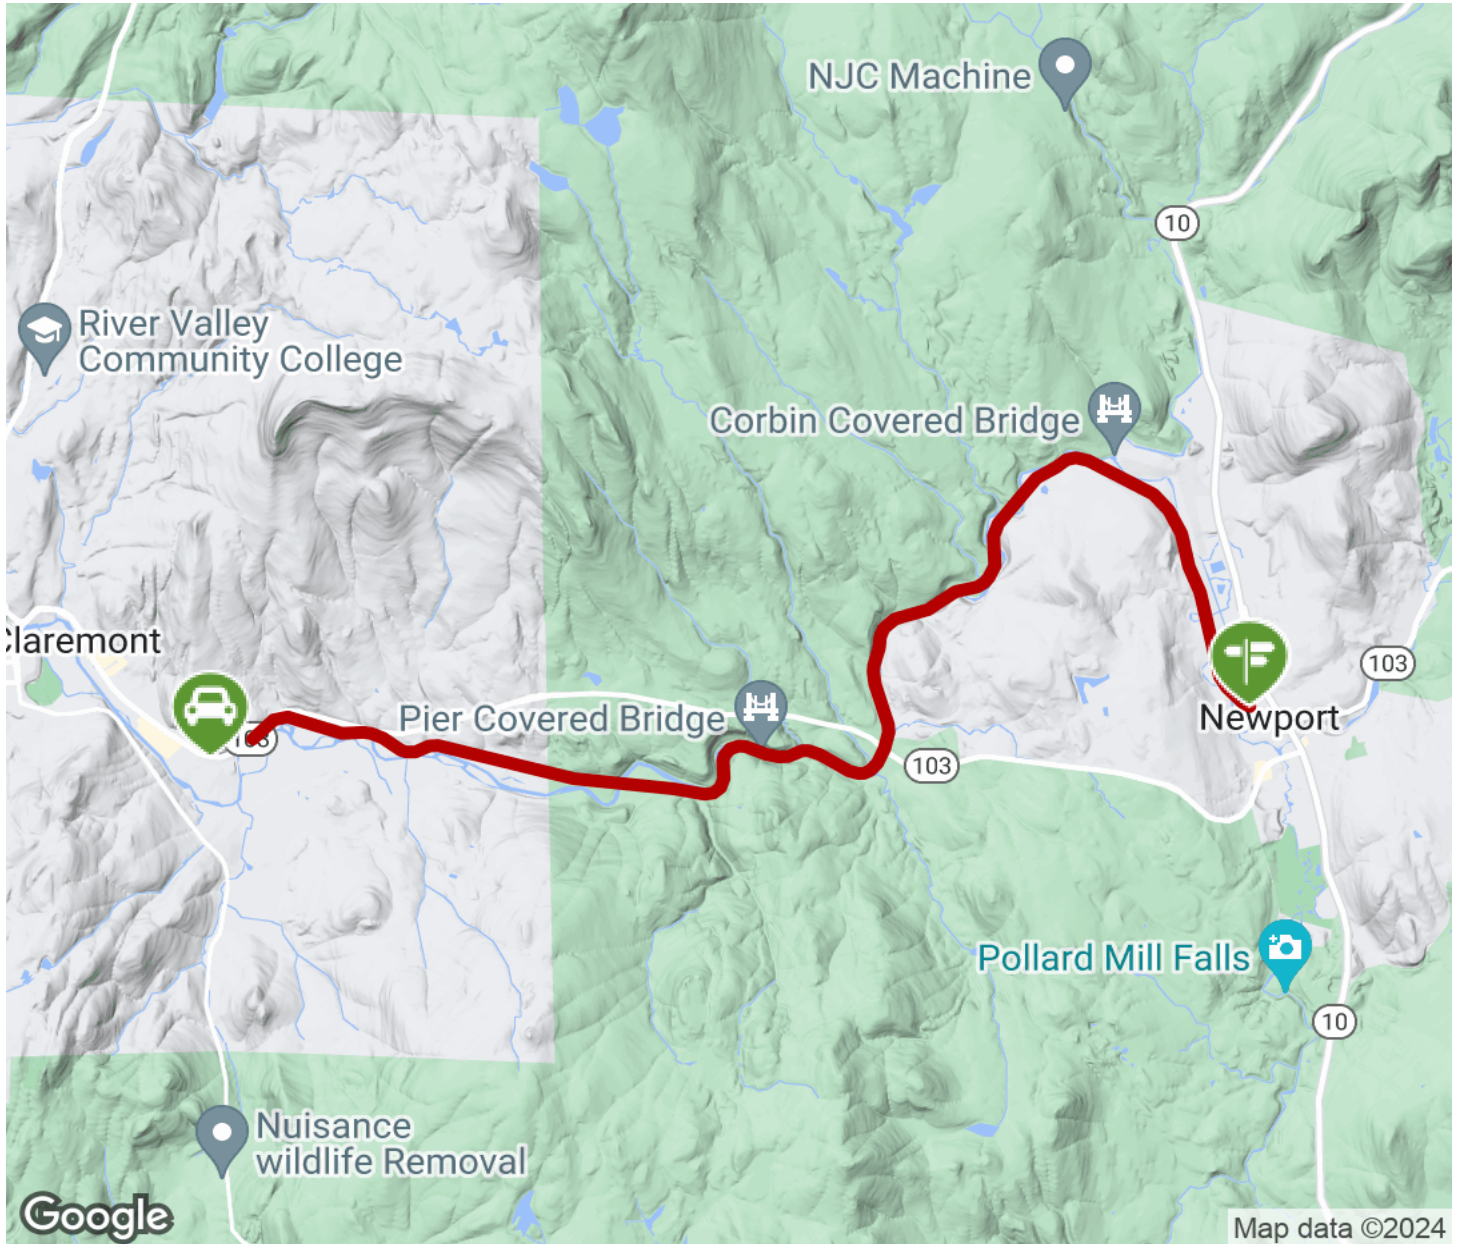 NJC Machine
10
River Valley
Community College
Corbin Covered Bridge
Claremont
103
Pier Covered Bridge
103
Newport
103
Pollard Mill Falls
10
Nuisance
wildlife Removal
Google
Map data ©2024